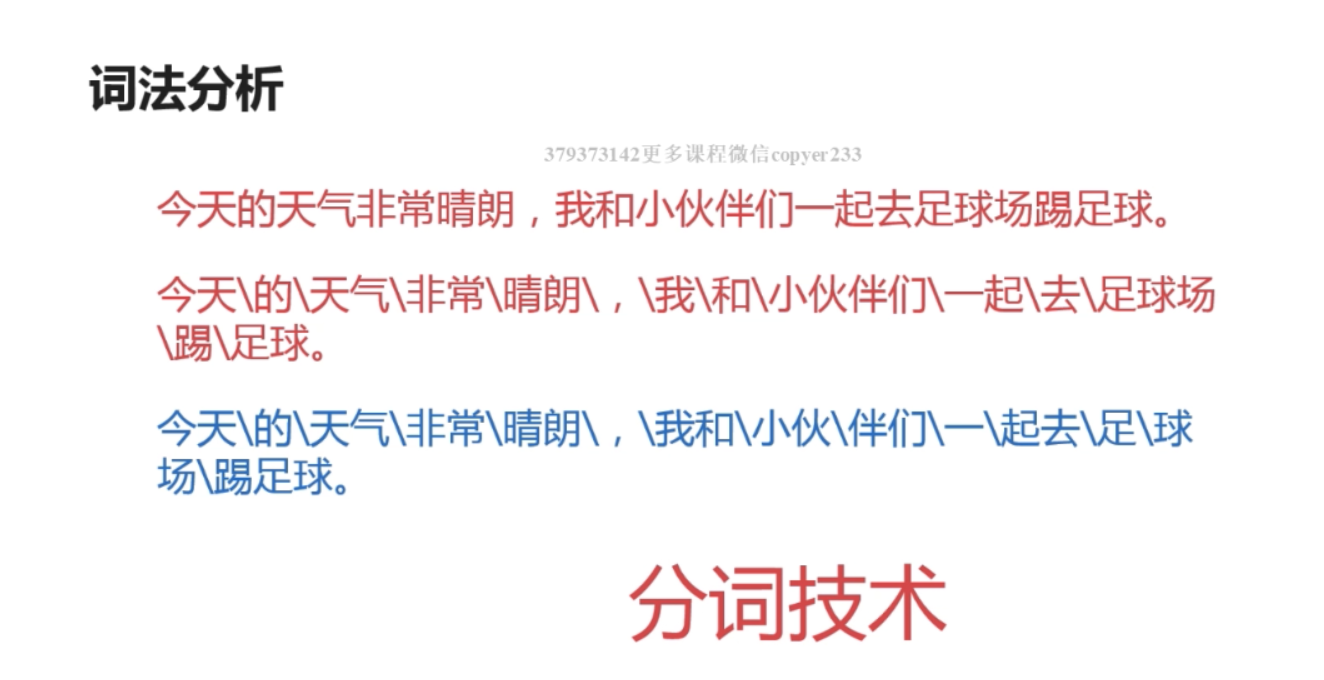 词法分析
379373142更多课程微信copyer233
今天的天气非常晴朗，我和小伙伴们一起去足球场踢足球。
今天\的\天气\非常\晴朗\，\我\和\小伙伴们\一起\去\足球场
\踢\足球。
今天\的\天气\非常\晴朗\，\我和\小伙\伴们\一\起去\足\球
场\踢足球。
分词技术